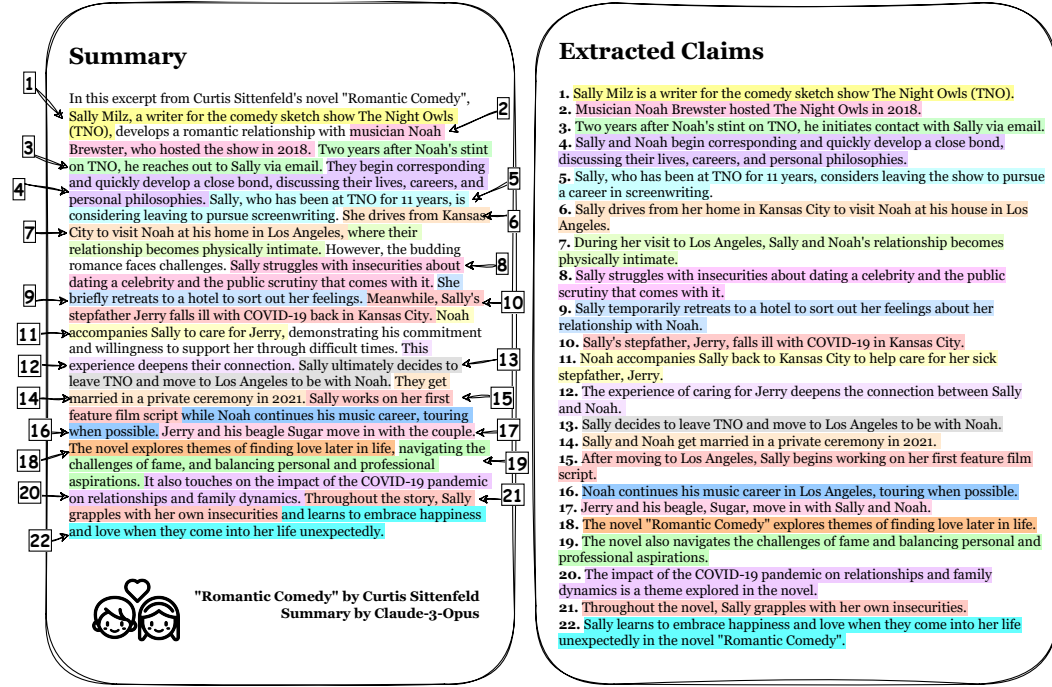 Summary
In this excerpt from Curtis Sittenfeld's novel "Romantic Comedy",
Sally Milz, a writer for the comedy sketch show The Night Owls
(TNO), develops a romantic relationship with musician Noah
Brewster, who hosted the show in 2018. Two years after Noah's stint
on TNO, he reaches out to Sally via email. They begin corresponding
and quickly develop a close bond, discussing their lives, careers, and
personal philosophies. Sally, who has been at TNO for 11 years, is
considering leaving to pursue screenwriting. She drives from Kansas
City to visit Noah at his home in Los Angeles, where their
relationship becomes physically intimate. However, the budding
romance faces challenges. Sally struggles with insecurities about
dating a celebrity and the public scrutiny that comes with it. She
briefly retreats to a hotel to sort out her feelings. Meanwhile, Sally's
stepfather Jerry falls ill with COVID-19 back in Kansas City. Noah
accompanies Sally to care for Jerry, demonstrating his commitment
and willingness to support her through difficult times. This
experience deepens their connection. Sally ultimately decides to
leave TNO and move to Los Angeles to be with Noah. They get
married in a private ceremony in 2021. Sally works on her first
feature film script while Noah continues his music career, touring
when possible. Jerry and his beagle Sugar move in with the couple.
The novel explores themes of finding love later in life, navigating the
challenges of fame, and balancing personal and professional
aspirations. It also touches on the impact of the COVID-19 pandemic
on relationships and family dynamics. Throughout the story, Sally
grapples with her own insecurities and learns to embrace happiness
and love when they come into her life unexpectedly.
1
2
3
4
5
6
7
8
9
10
11
12
13
14
15
16
17
18
19
20
21
22
"Romantic Comedy" by Curtis Sittenfeld
Summary by Claude-3-Opus
Extracted Claims
1. Sally Milz is a writer for the comedy sketch show The Night Owls (TNO).
2. Musician Noah Brewster hosted The Night Owls in 2018.
3. Two years after Noah's stint on TNO, he initiates contact with Sally via email.
4. Sally and Noah begin corresponding and quickly develop a close bond,
discussing their lives, careers, and personal philosophies.
5. Sally, who has been at TNO for 11 years, considers leaving the show to pursue
a career in screenwriting.
6. Sally drives from her home in Kansas City to visit Noah at his house in Los
Angeles.
7. During her visit to Los Angeles, Sally and Noah's relationship becomes
physically intimate.
8. Sally struggles with insecurities about dating a celebrity and the public
scrutiny that comes with it.
9. Sally temporarily retreats to a hotel to sort out her feelings about her
relationship with Noah.
10. Sally's stepfather, Jerry, falls ill with COVID-19 in Kansas City.
11. Noah accompanies Sally back to Kansas City to help care for her sick
stepfather, Jerry.
12. The experience of caring for Jerry deepens the connection between Sally
and Noah.
13. Sally decides to leave TNO and move to Los Angeles to be with Noah.
14. Sally and Noah get married in a private ceremony in 2021.
15. After moving to Los Angeles, Sally begins working on her first feature film
script.
16. Noah continues his music career in Los Angeles, touring when possible.
17. Jerry and his beagle, Sugar, move in with Sally and Noah.
18. The novel "Romantic Comedy" explores themes of finding love later in life.
19. The novel also navigates the challenges of fame and balancing personal and
professional aspirations.
20. The impact of the COVID-19 pandemic on relationships and family
dynamics is a theme explored in the novel.
21. Throughout the novel, Sally grapples with her own insecurities.
22. Sally learns to embrace happiness and love when they come into her life
unexpectedly in the novel "Romantic Comedy".